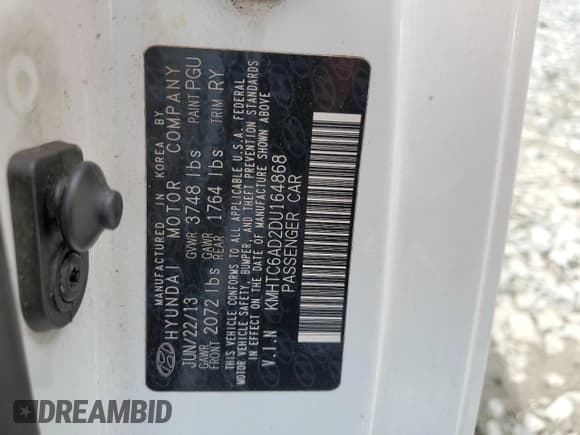 MANUFACTURED IN KOREA BY
HYUNDAI MOTOR COMPANY
JUN/22/13 GVWR 3748 lbs PAINT PGU
GAWR FRONT 2072 lbs GAWR REAR 1764 lbs TRIM RY
THIS VEHICLE CONFORMS TO ALL APPLICABLE U.S.A. FEDERAL
MOTOR VEHICLE SAFETY, BUMPER, AND THEFT PREVENTION STANDARDS
IN EFFECT ON THE DATE OF MANUFACTURE SHOWN ABOVE
V.I.N KMHTC6AD2DU164868
PASSENGER CAR
DREAMBID